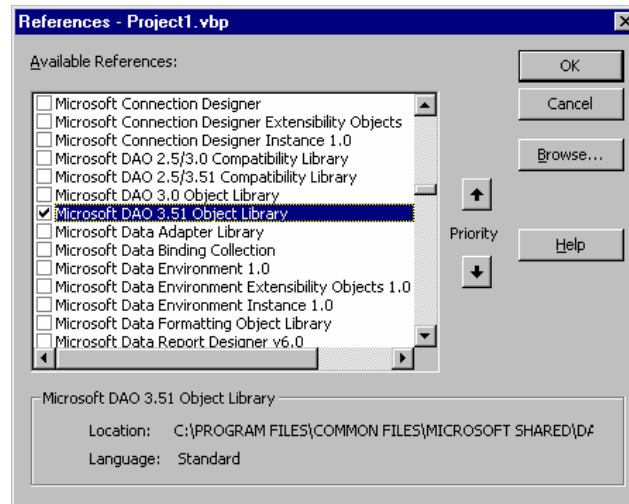 References - Project1.vbp
Available References:
OK
Microsoft Connection Designer
Microsoft Connection Designer Extensibility Objects
Microsoft Connection Designer Instance 1.0
Microsoft DAO 2.5/3.0 Compatibility Library
Microsoft DAO 2.5/3.51 Compatibility Library
Microsoft DAO 3.0 Object Library
Microsoft DAO 3.51 Object Library
Microsoft Data Adapter Library
Microsoft Data Binding Collection
Microsoft Data Environment 1.0
Microsoft Data Environment Extensibility Objects 1.0
Microsoft Data Environment Instance 1.0
Microsoft Data Formatting Object Library
Microsoft Data Report Designer v6.0
Cancel
Browse...
Priority
Help
Microsoft DAO 3.51 Object Library
Location: C:\PROGRAM FILES\COMMON FILES\MICROSOFT SHARED\DA
Language: Standard